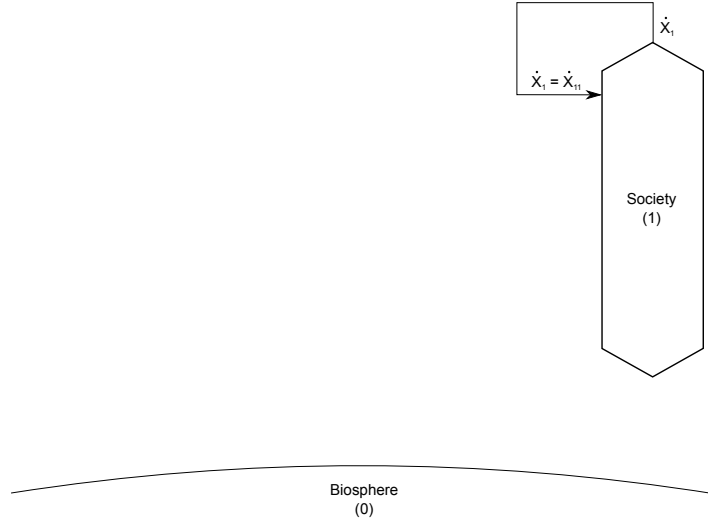 Ẋ₁
Ẋ₁ = Ẋ₁₁
Society
(1)
Biosphere
(0)